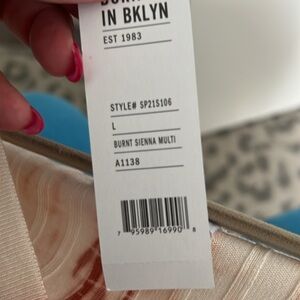 IN BKLYN
EST 1983
STYLE# SP21S106
L
BURNT SIENNA MULTI
A1138
7 95989 16990 8